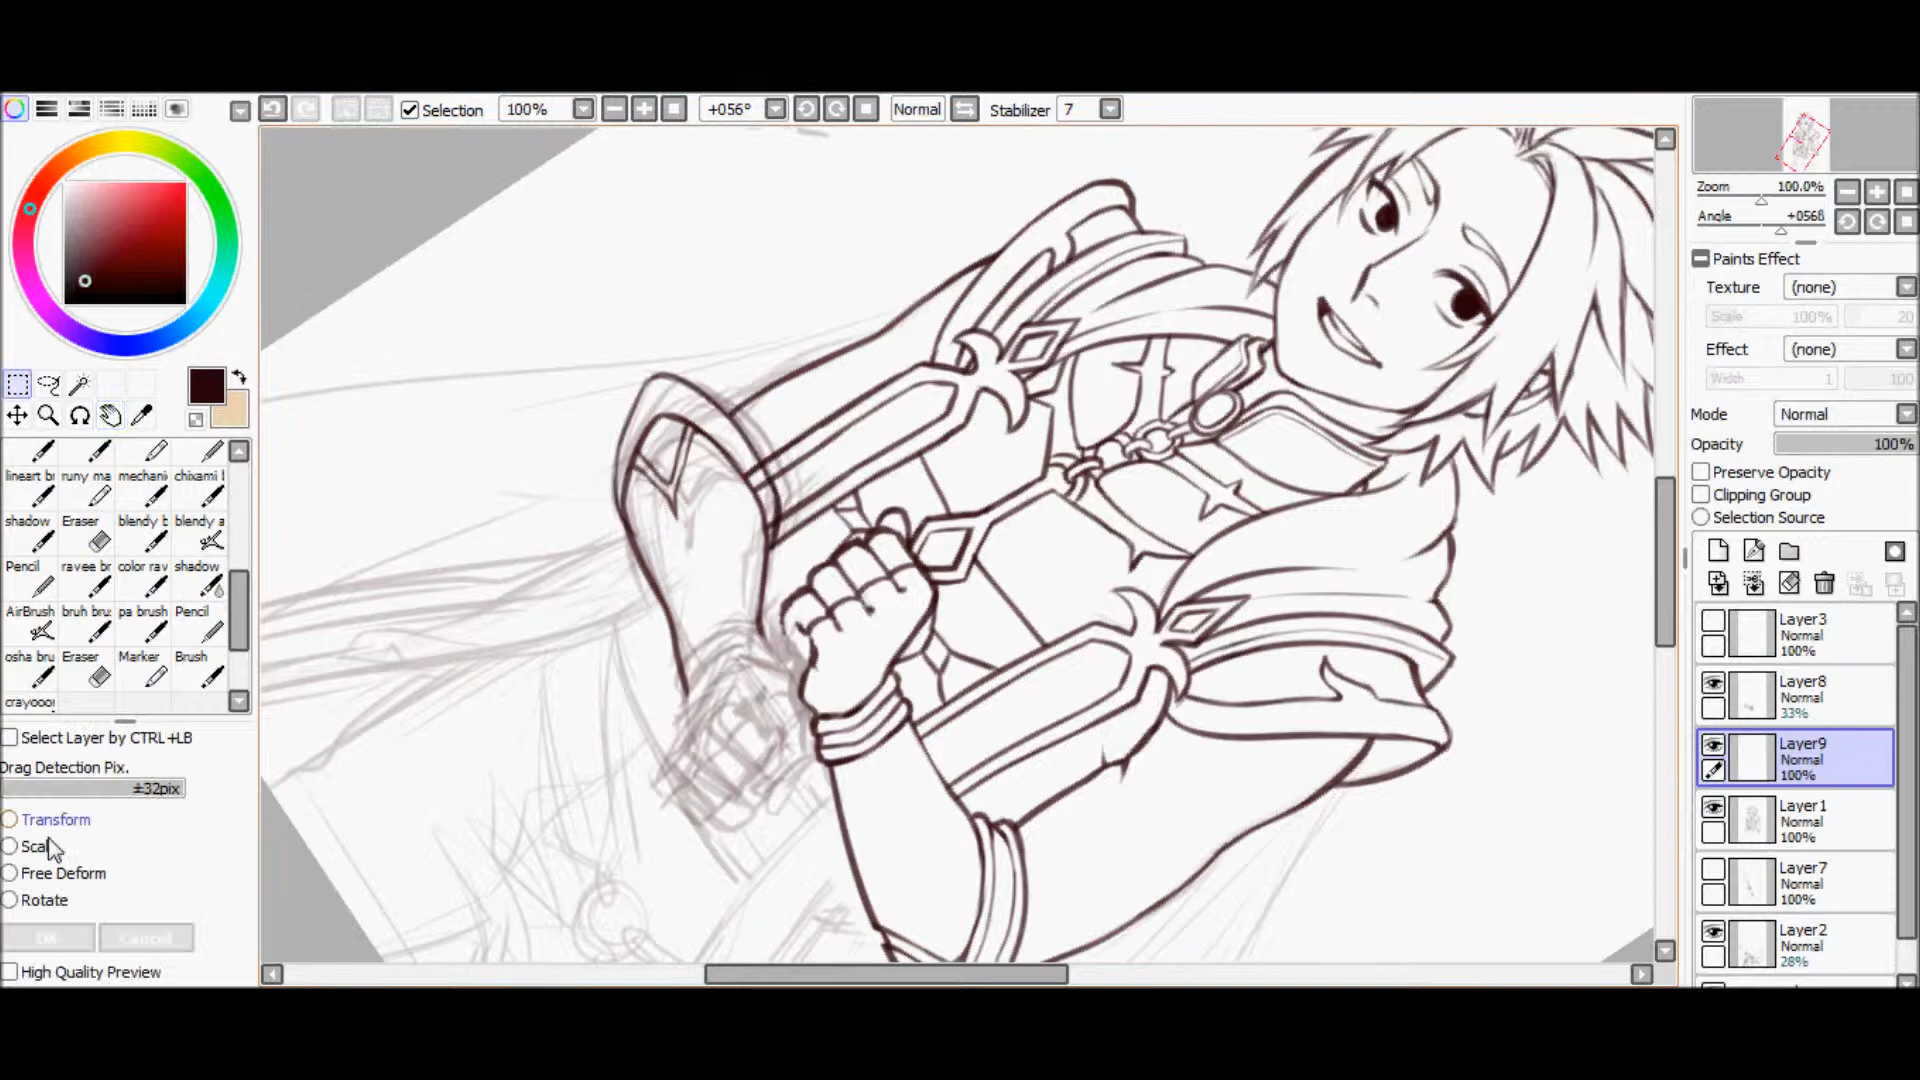 Selection 100% +056° Normal Stabilizer 7
Zoom 100.0%
Angle +056ß
Paints Effect
Texture (none)
Scale 100% 20
Effect (none)
Width 1 100
Mode Normal
Opacity 100%
Preserve Opacity
Clipping Group
Selection Source
lineart br runy ma mechani chixami l
shadow Eraser blendy b blendy a
Pencil ravee br color rav shadow
AirBrush bruh bru pa brush Pencil
osha bru Eraser Marker Brush
crayooo
Select Layer by CTRL+LB
Drag Detection Pix.
±32pix
Transform
Scal
Free Deform
Rotate
OK Cancel
High Quality Preview
Layer3
Normal
100%
Layer8
Normal
33%
Layer9
Normal
100%
Layer1
Normal
100%
Layer7
Normal
100%
Layer2
Normal
28%